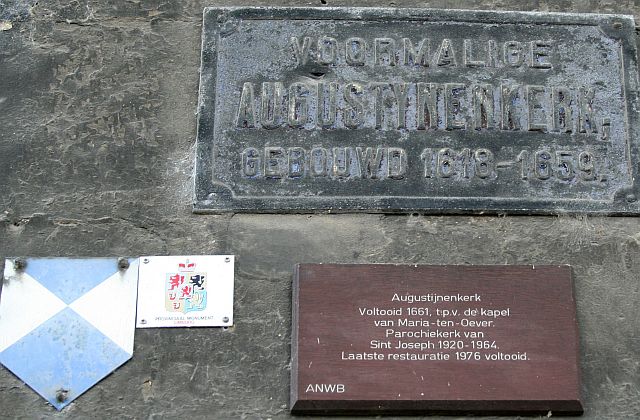 VOORMALIGE
AUGUSTYNENKERK,
GEBOUWD 1618-1659.
Augustijnenkerk
Voltooid 1661, t.p.v. de kapel
van Maria-ten-Oever.
Parochiekerk van
Sint Joseph 1920-1964.
Laatste restauratie 1976 voltooid.
ANWB